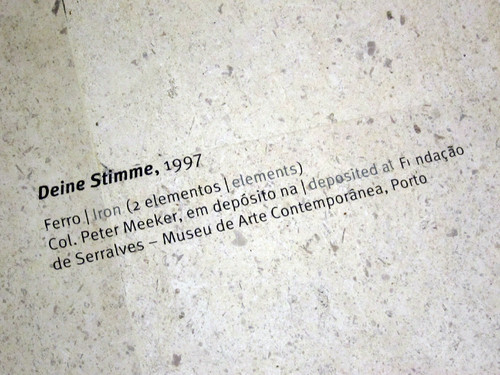 Deine Stimme, 1997
Ferro | Iron (2 elementos | elements)
Col. Peter Meeker, em depósito na | deposited at Fundação
de Serralves – Museu de Arte Contemporânea, Porto